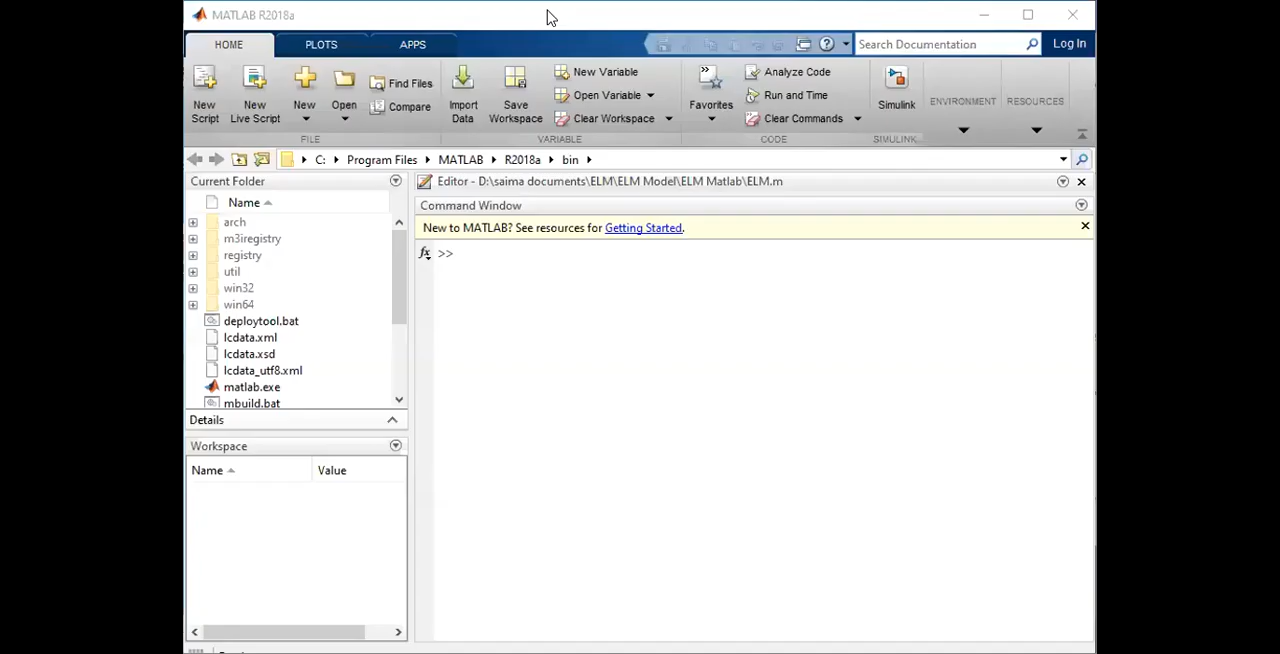 MATLAB R2018a
HOME
PLOTS
APPS
Search Documentation
Log In
New Script
New Live Script
New
Open
Find Files
Compare
Import Data
Save Workspace
New Variable
Open Variable
Clear Workspace
Favorites
Analyze Code
Run and Time
Clear Commands
Simulink
ENVIRONMENT
RESOURCES
FILE
VARIABLE
CODE
SIMULINK
C: Program Files MATLAB R2018a bin
Current Folder
Name
arch
m3iregistry
registry
util
win32
win64
deploytool.bat
lcdata.xml
lcdata.xsd
lcdata_utf8.xml
matlab.exe
mbuild.bat
Details
Workspace
Name Value
Editor - D:\saima documents\ELM\ELM Model\ELM Matlab\ELM.m
Command Window
New to MATLAB? See resources for Getting Started.
fx >>